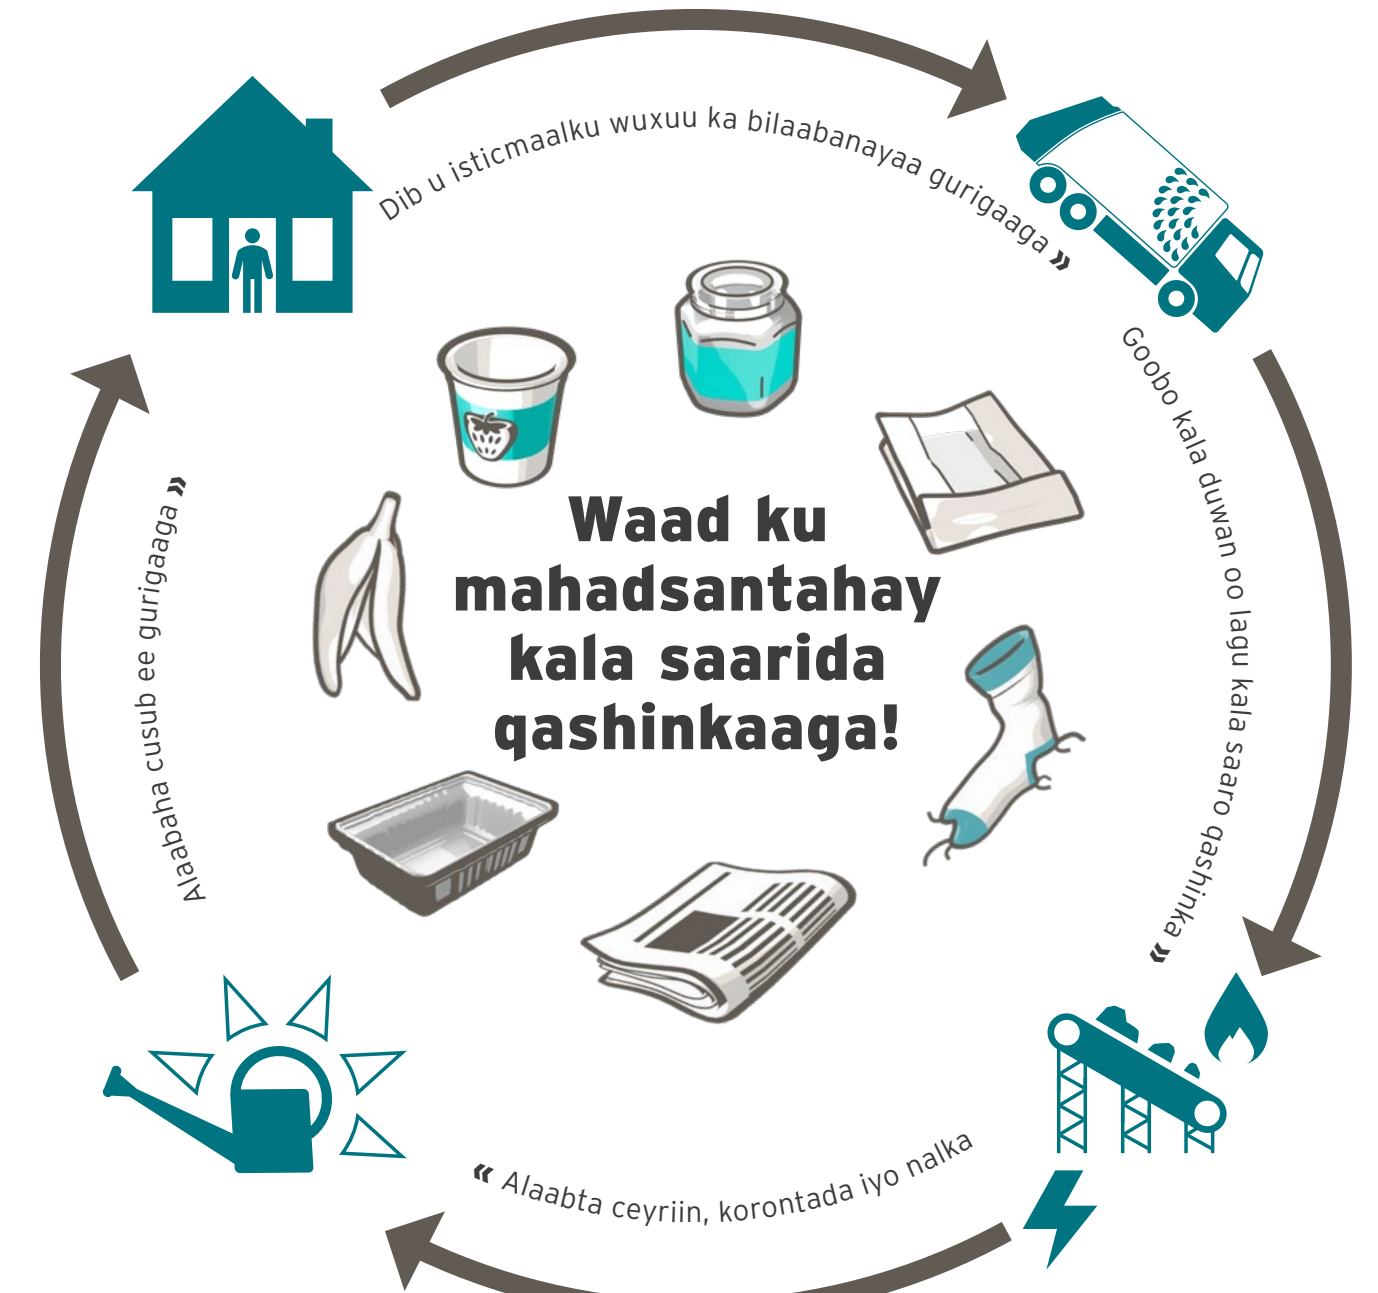 Dib u isticmaalku wuxuu ka bilaabanayaa gurigaaga »
Goobo kala duwan oo lagu kala saaro qashinka »
Waad ku
mahadsantahay
kala saarida
qashinkaaga!
Alaabaha cusub ee gurigaaga »
« Alaabta ceyriin, korontada iyo nalka